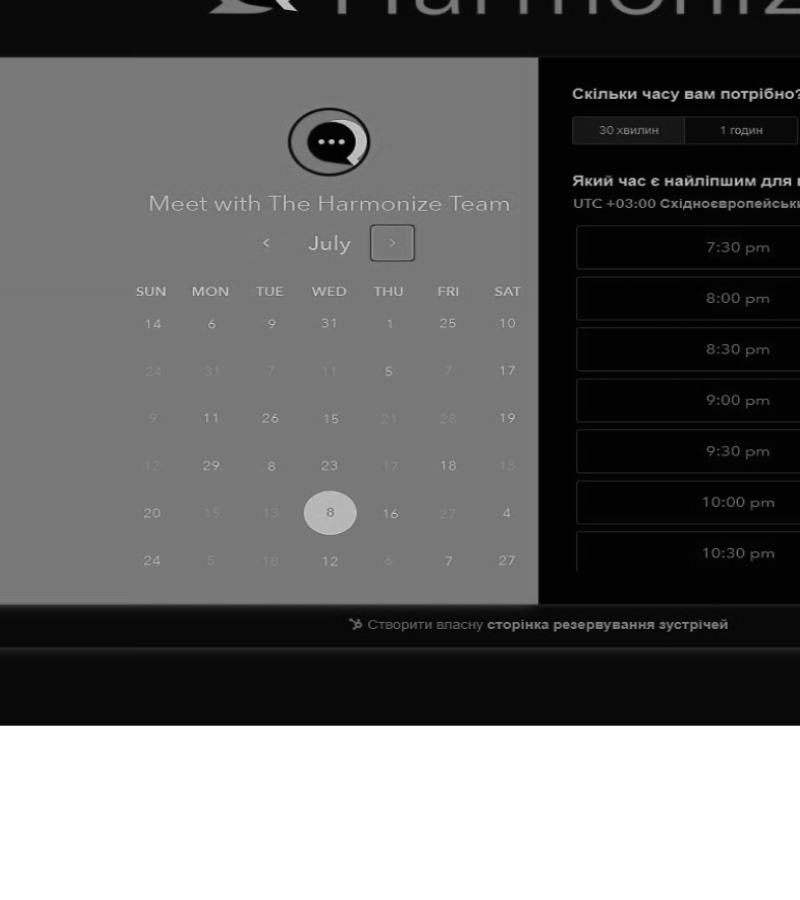 Harmoniz
Meet with The Harmonize Team
< July >
SUN MON TUE WED THU FRI SAT
14 6 9 31 1 25 10
24 31 7 11 5 7 17
9 11 26 15 21 28 19
12 29 8 23 17 18 13
20 15 13 8 16 27 4
24 5 18 12 6 7 27
Скільки часу вам потрібно?
30 хвилин 1 годин
Який час є найліпшим для
UTC +03:00 Східноєвропейськи
7:30 pm
8:00 pm
8:30 pm
9:00 pm
9:30 pm
10:00 pm
10:30 pm
Створити власну сторінка резервування зустрічей